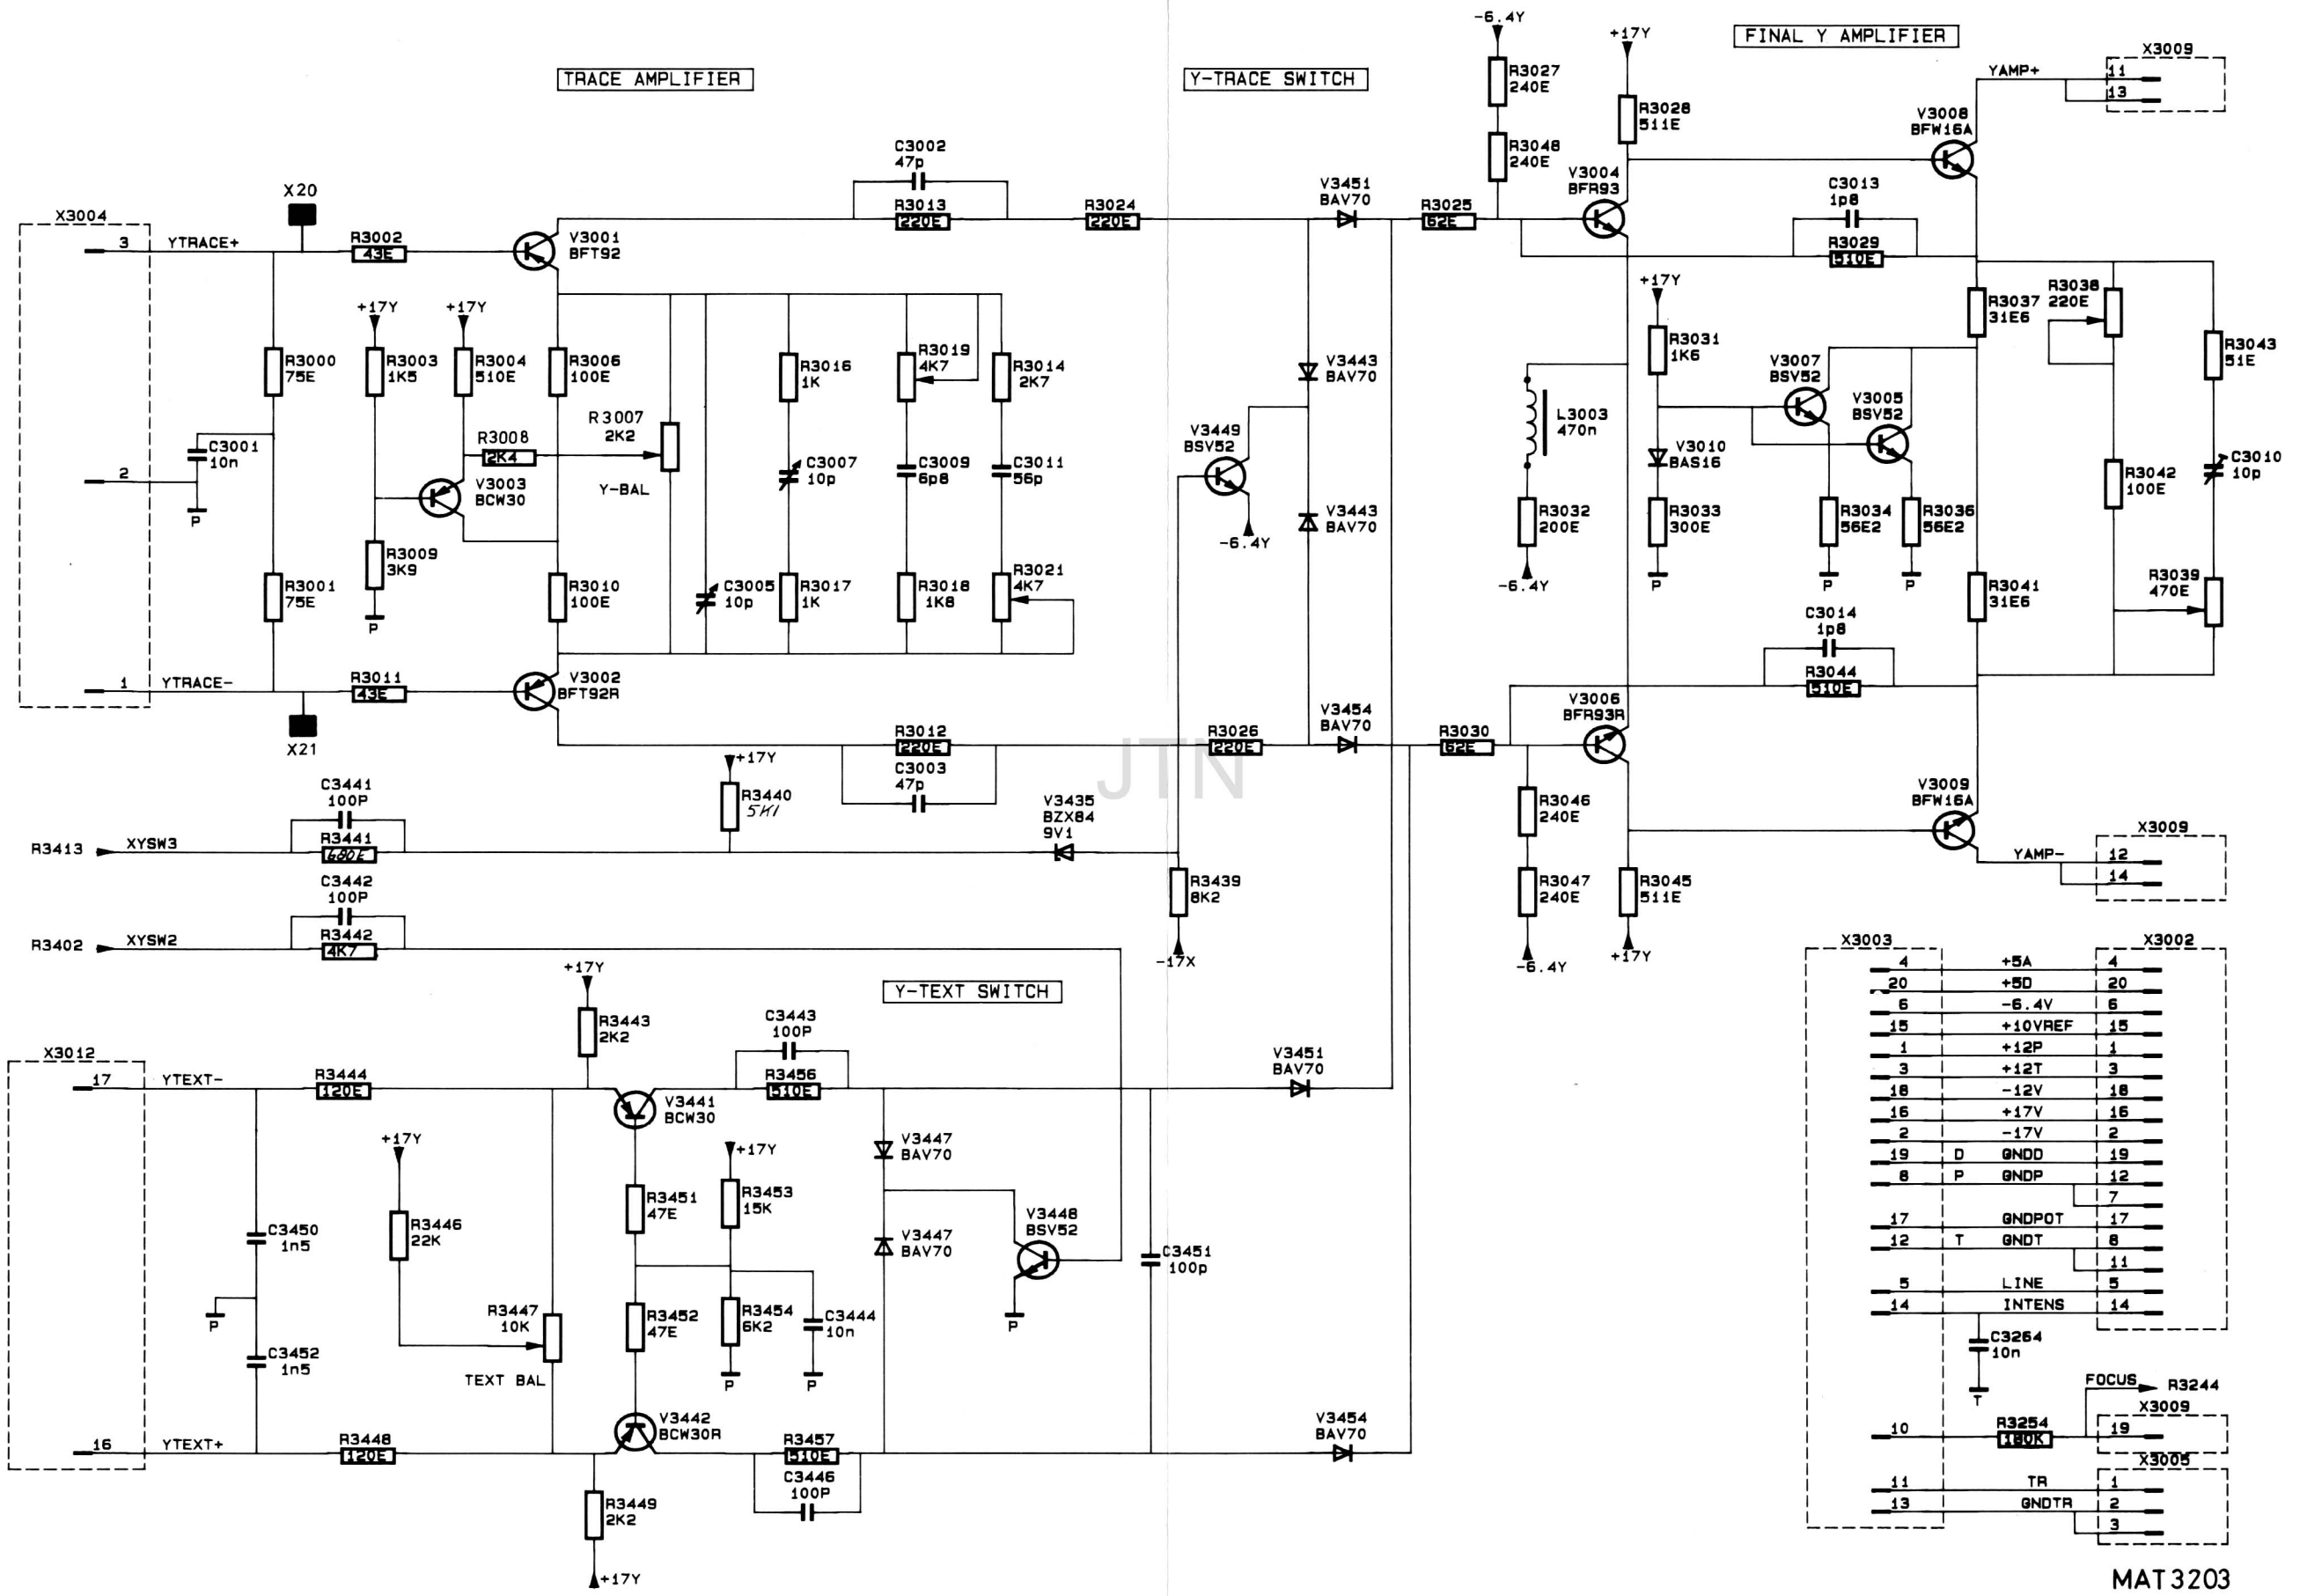 TRACE AMPLIFIER
Y-TRACE SWITCH
FINAL Y AMPLIFIER
-6.4Y
+17Y
X3009
YAMP+
11
13
R3027
240E
R3028
511E
V3008
BFW16A
R3048
240E
C3002
47p
V3004
BFR93
C3013
1p8
X20
V3451
BAV70
X3004
R3013
220E
R3024
220E
R3025
62E
3
YTRACE+
R3002
43E
V3001
BFT92
R3029
510E
+17Y
+17Y
+17Y
R3037
31E6
R3038
220E
R3000
75E
R3003
1K5
R3004
510E
R3006
100E
R3016
1K
R3019
4K7
R3014
2K7
V3443
BAV70
R3031
1K6
V3007
BSV52
R3043
51E
V3005
BSV52
L3003
470n
R3007
2K2
R3008
2K4
V3449
BSV52
C3001
10n
2
C3007
10p
C3009
6p8
C3011
56p
V3010
BAS16
C3010
10p
R3042
100E
V3003
BCW30
Y-BAL
P
V3443
BAV70
-6.4Y
R3032
200E
R3033
300E
R3034
56E2
R3036
56E2
R3009
3K9
R3001
75E
R3010
100E
C3005
10p
R3017
1K
R3018
1K8
R3021
4K7
-6.4Y
P
P
P
R3041
31E6
R3039
470E
P
C3014
1p8
1
YTRACE-
R3011
43E
V3002
BFT92R
R3044
510E
X21
V3454
BAV70
V3006
BFR93R
R3012
220E
R3026
220E
R3030
62E
JTN
C3003
47p
+17Y
C3441
100P
R3440
5K1
V3435
BZX84
9V1
R3046
240E
V3009
BFW16A
R3413
XYSW3
R3441
680E
X3009
YAMP-
12
14
C3442
100P
R3439
8K2
R3047
240E
R3045
511E
R3402
XYSW2
R3442
4K7
-17X
-6.4Y
+17Y
X3003
X3002
4 +5A 4
20 +5D 20
6 -6.4V 6
15 +10VREF 15
1 +12P 1
3 +12T 3
18 -12V 18
16 +17V 16
2 -17V 2
19 D GNDD 19
8 P GNDP 12
7
17 GNDPOT 17
12 T GNDT 8
11
5 LINE 5
14 INTENS 14
C3264
10n
T
FOCUS
R3244
X3009
10
R3254
180K
19
X3005
11 TR 1
13 GNDTR 2
3
MAT 3203
+17Y
Y-TEXT SWITCH
R3443
2K2
C3443
100P
X3012
V3451
BAV70
17
YTEXT-
R3444
120E
R3456
510E
V3441
BCW30
+17Y
+17Y
V3447
BAV70
R3451
47E
R3453
15K
V3448
BSV52
R3446
22K
C3450
1n5
V3447
BAV70
C3451
100p
P
R3447
10K
R3452
47E
R3454
6K2
C3444
10n
P
C3452
1n5
TEXT BAL
P
P
V3442
BCW30R
V3454
BAV70
16
YTEXT+
R3448
120E
R3457
510E
C3446
100P
R3449
2K2
+17Y